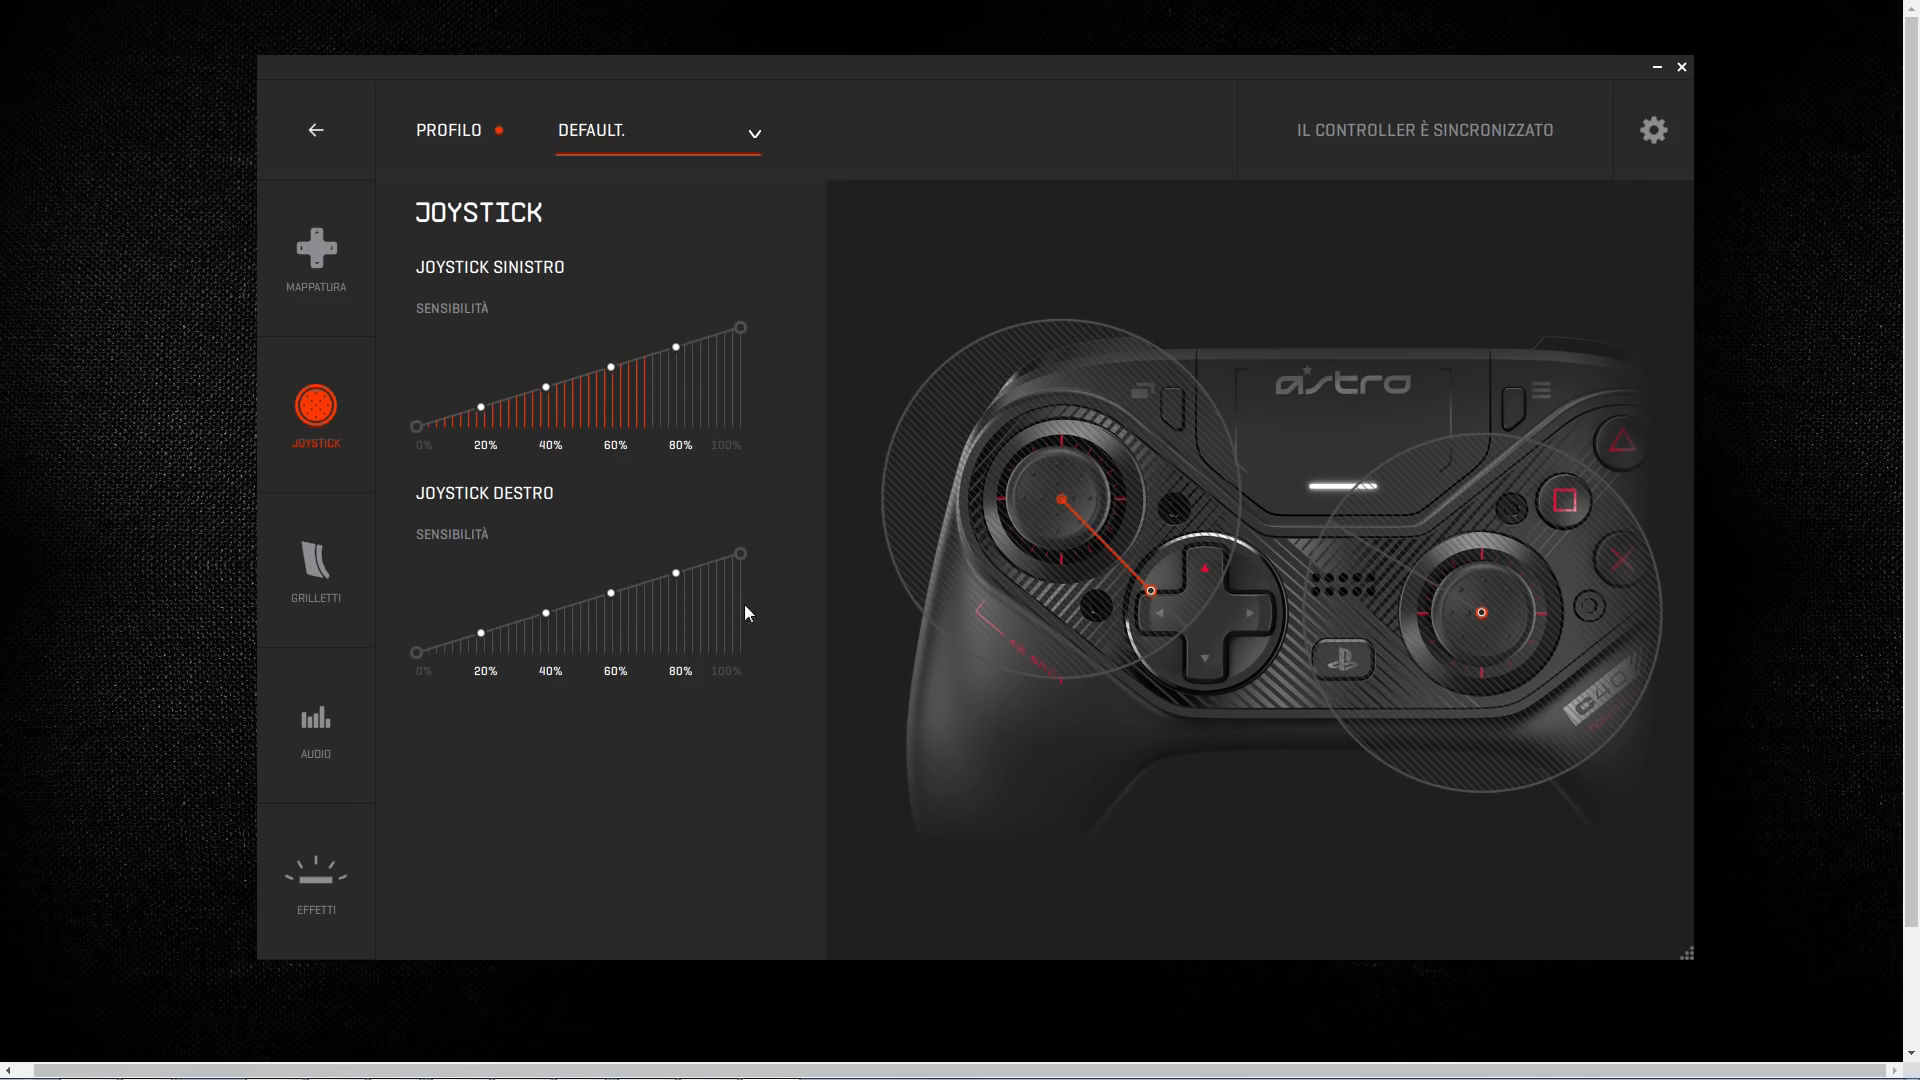 PROFILO
DEFAULT.
IL CONTROLLER È SINCRONIZZATO
MAPPATURA
JOYSTICK
GRILLETTI
AUDIO
EFFETTI
JOYSTICK
JOYSTICK SINISTRO
SENSIBILITÀ
0% 20% 40% 60% 80% 100%
JOYSTICK DESTRO
SENSIBILITÀ
0% 20% 40% 60% 80% 100%
astro
C40